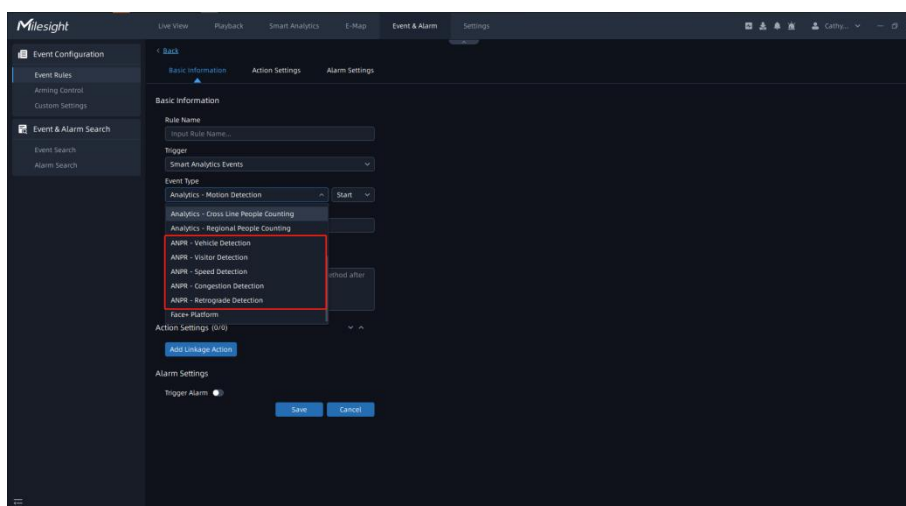 Milesight
Live View Playback Smart Analytics E-Map Event & Alarm Settings Cathy...
Event Configuration
Event Rules
Arming Control
Custom Settings
Event & Alarm Search
Event Search
Alarm Search
< Back
Basic Information Action Settings Alarm Settings
Basic Information
Rule Name
Input Rule Name...
Trigger
Smart Analytics Events
Event Type
Analytics - Motion Detection Start
Analytics - Cross Line People Counting
Analytics - Regional People Counting
ANPR - Vehicle Detection
ANPR - Visitor Detection
ANPR - Speed Detection
after
ANPR - Congestion Detection
ANPR - Retrograde Detection
Face+ Platform
Action Settings (0/0)
Add Linkage Action
Alarm Settings
Trigger Alarm
Save Cancel